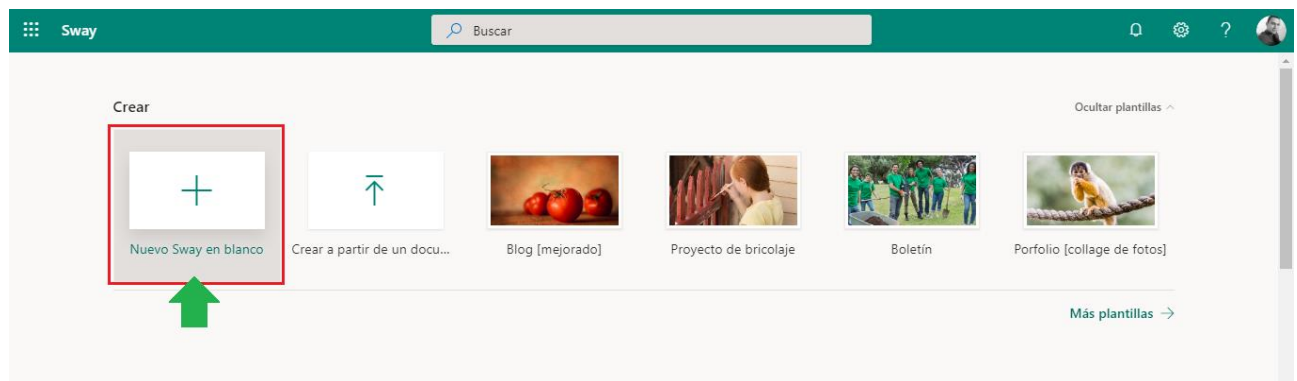 Sway
Buscar
?
Crear
Ocultar plantillas
Nuevo Sway en blanco
Crear a partir de un docu...
Blog [mejorado]
Proyecto de bricolaje
Boletín
Porfolio [collage de fotos]
Más plantillas